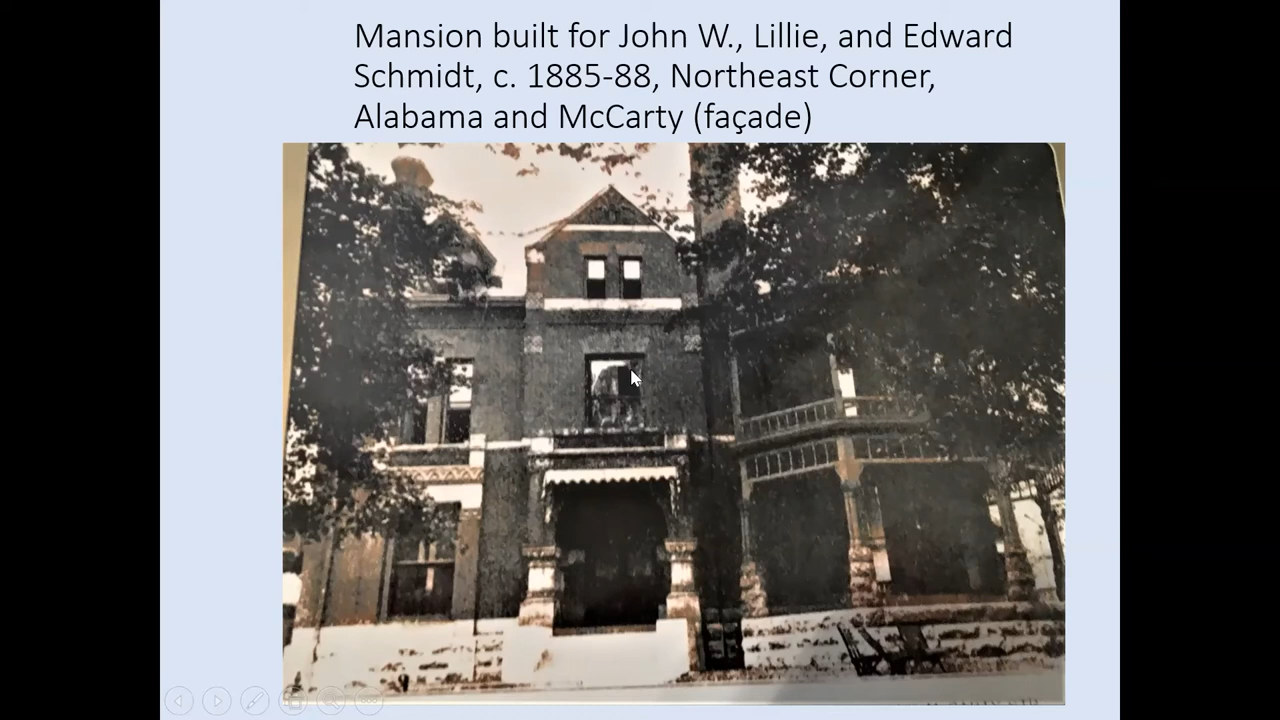 Mansion built for John W., Lillie, and Edward
Schmidt, c. 1885-88, Northeast Corner,
Alabama and McCarty (façade)